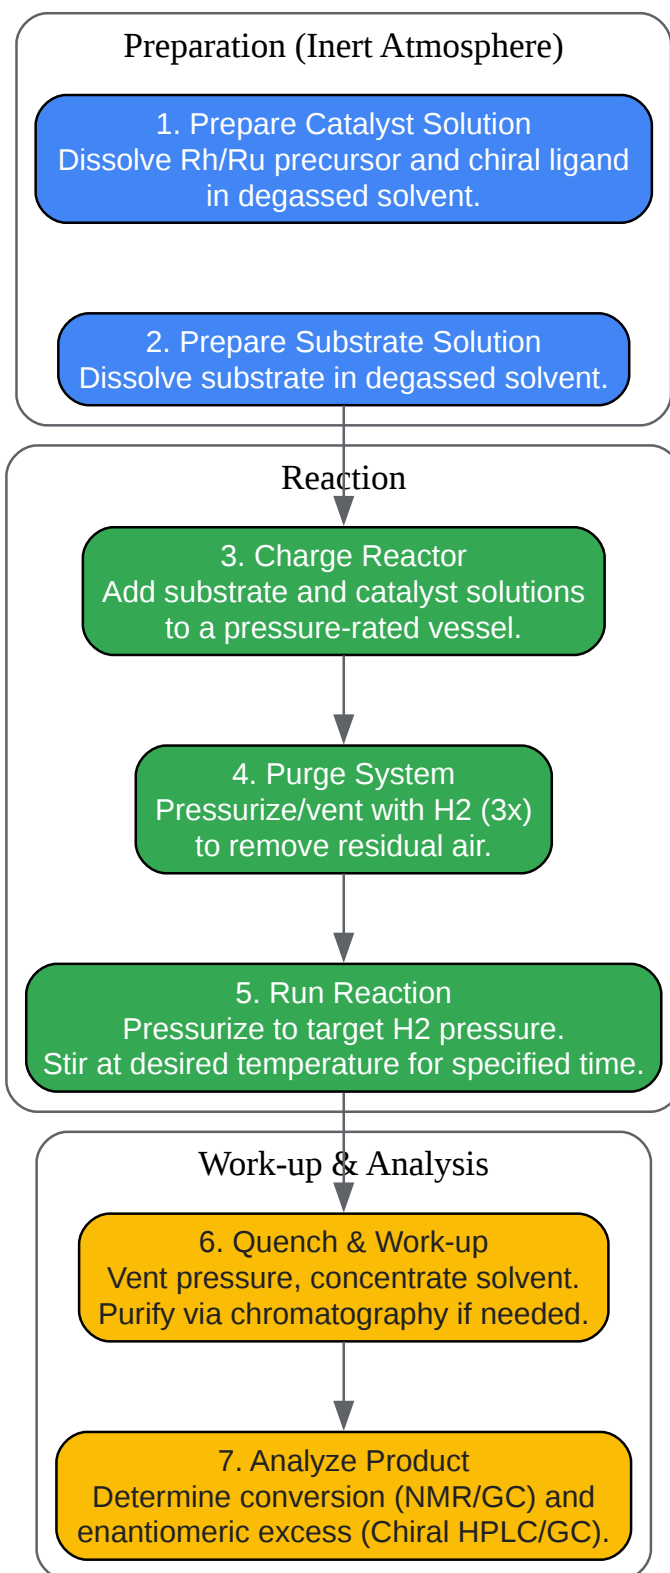 Preparation (Inert Atmosphere)
1. Prepare Catalyst Solution
Dissolve Rh/Ru precursor and chiral ligand
in degassed solvent.
2. Prepare Substrate Solution
Dissolve substrate in degassed solvent.
Reaction
3. Charge Reactor
Add substrate and catalyst solutions
to a pressure-rated vessel.
4. Purge System
Pressurize/vent with H2 (3x)
to remove residual air.
5. Run Reaction
Pressurize to target H2 pressure.
Stir at desired temperature for specified time.
Work-up & Analysis
6. Quench & Work-up
Vent pressure, concentrate solvent.
Purify via chromatography if needed.
7. Analyze Product
Determine conversion (NMR/GC) and
enantiomeric excess (Chiral HPLC/GC).